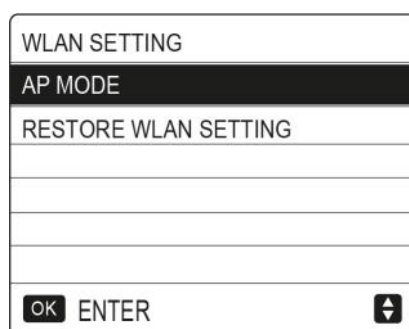 WLAN SETTING
AP MODE
RESTORE WLAN SETTING
OK ENTER